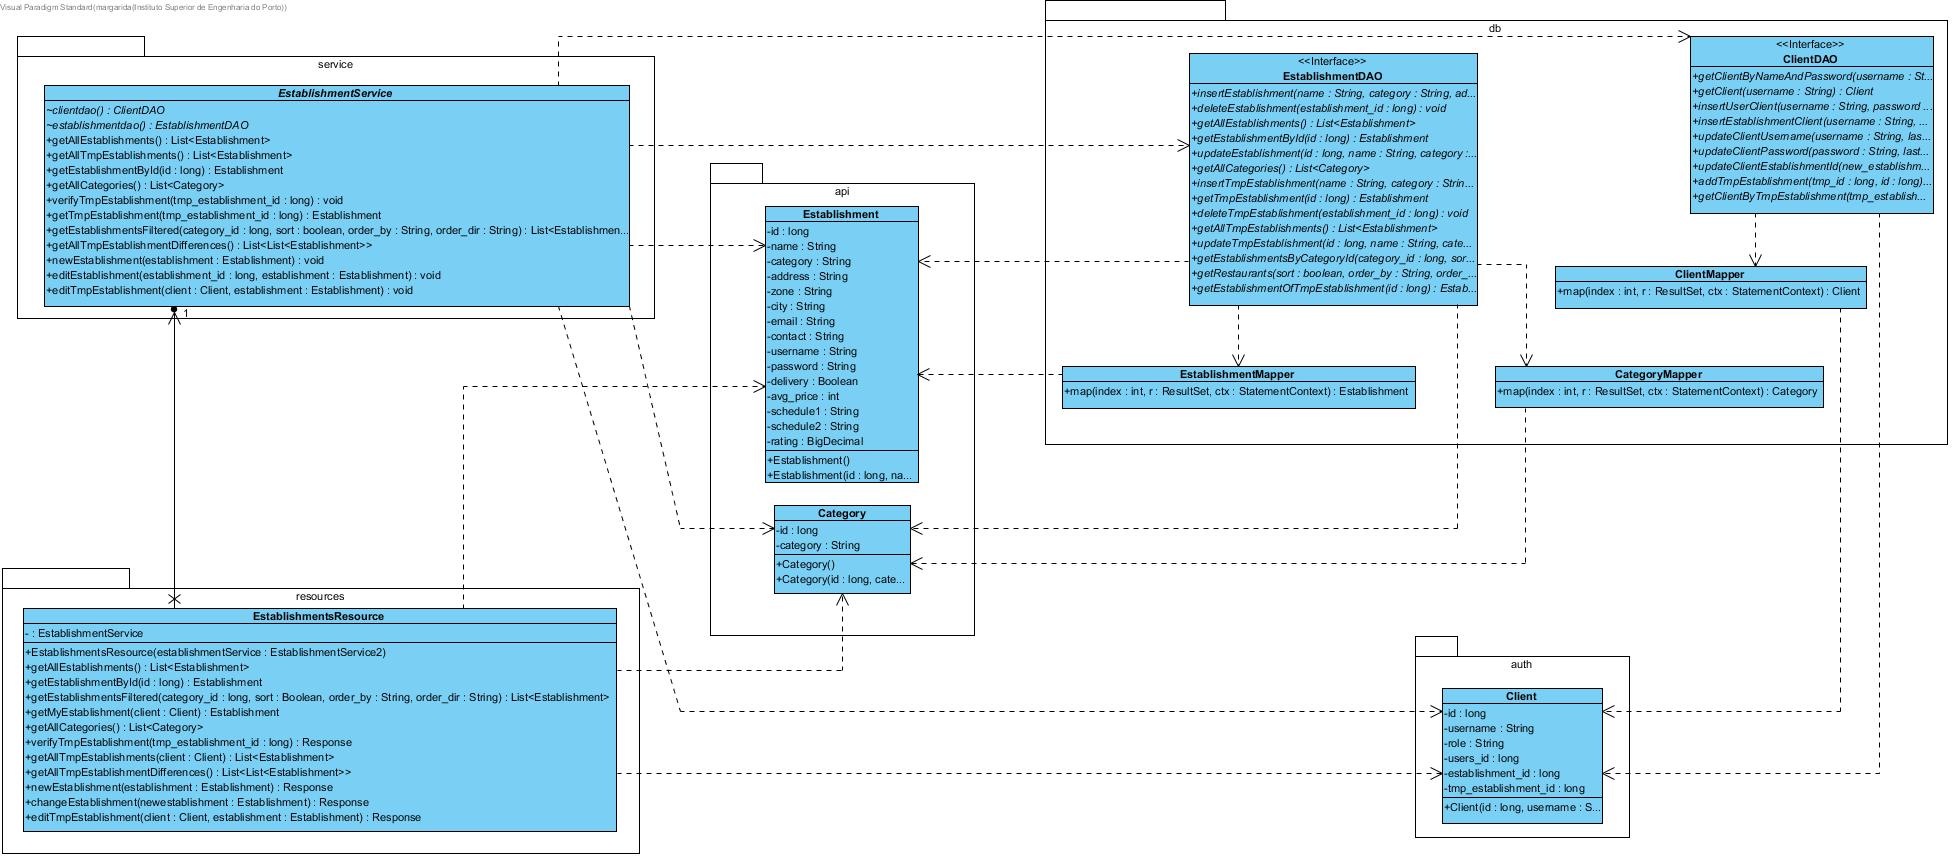 Visual Paradigm Standard(margarida(Instituto Superior de Engenharia do Porto))
service
EstablishmentService
~clientdao() : ClientDAO
~establishmentdao() : EstablishmentDAO
+getAllEstablishments() : List<Establishment>
+getAllTmpEstablishments() : List<Establishment>
+getEstablishmentById(id : long) : Establishment
+getAllCategories() : List<Category>
+verifyTmpEstablishment(tmp_establishment_id : long) : void
+getTmpEstablishment(tmp_establishment_id : long) : Establishment
+getEstablishmentsFiltered(category_id : long, sort : boolean, order_by : String, order_dir : String) : List<Establishmen...
+getAllTmpEstablishmentDifferences() : List<List<Establishment>>
+newEstablishment(establishment : Establishment) : void
+editEstablishment(establishment_id : long, establishment : Establishment) : void
+editTmpEstablishment(client : Client, establishment : Establishment) : void
1
resources
EstablishmentsResource
- : EstablishmentService
+EstablishmentsResource(establishmentService : EstablishmentService2)
+getAllEstablishments() : List<Establishment>
+getEstablishmentById(id : long) : Establishment
+getEstablishmentsFiltered(category_id : long, sort : Boolean, order_by : String, order_dir : String) : List<Establishment>
+getMyEstablishment(client : Client) : Establishment
+getAllCategories() : List<Category>
+verifyTmpEstablishment(tmp_establishment_id : long) : Response
+getAllTmpEstablishments(client : Client) : List<Establishment>
+getAllTmpEstablishmentDifferences() : List<List<Establishment>>
+newEstablishment(establishment : Establishment) : Response
+changeEstablishment(newestablishment : Establishment) : Response
+editTmpEstablishment(client : Client, establishment : Establishment) : Response
api
Establishment
-id : long
-name : String
-category : String
-address : String
-zone : String
-city : String
-email : String
-contact : String
-username : String
-password : String
-delivery : Boolean
-avg_price : int
-schedule1 : String
-schedule2 : String
-rating : BigDecimal
+Establishment()
+Establishment(id : long, na...
Category
-id : long
-category : String
+Category()
+Category(id : long, cate...
db
<<Interface>>
EstablishmentDAO
+insertEstablishment(name : String, category : String, ad...
+deleteEstablishment(establishment_id : long) : void
+getAllEstablishments() : List<Establishment>
+getEstablishmentById(id : long) : Establishment
+updateEstablishment(id : long, name : String, category :...
+getAllCategories() : List<Category>
+insertTmpEstablishment(name : String, category : Strin...
+getTmpEstablishment(id : long) : Establishment
+deleteTmpEstablishment(establishment_id : long) : void
+getAllTmpEstablishments() : List<Establishment>
+updateTmpEstablishment(id : long, name : String, cate...
+getEstablishmentsByCategoryId(category_id : long, sor...
+getRestaurants(sort : boolean, order_by : String, order_...
+getEstablishmentOfTmpEstablishment(id : long) : Estab...
<<Interface>>
ClientDAO
+getClientByNameAndPassword(username : St...
+getClient(username : String) : Client
+insertUserClient(username : String, password ...
+insertEstablishmentClient(username : String, ...
+updateClientUsername(username : String, las...
+updateClientPassword(password : String, last...
+updateClientEstablishmentId(new_establishm...
+addTmpEstablishment(tmp_id : long, id : long)...
+getClientByTmpEstablishment(tmp_establish...
ClientMapper
+map(index : int, r : ResultSet, ctx : StatementContext) : Client
EstablishmentMapper
+map(index : int, r : ResultSet, ctx : StatementContext) : Establishment
CategoryMapper
+map(index : int, r : ResultSet, ctx : StatementContext) : Category
auth
Client
-id : long
-username : String
-role : String
-users_id : long
-establishment_id : long
-tmp_establishment_id : long
+Client(id : long, username : S...